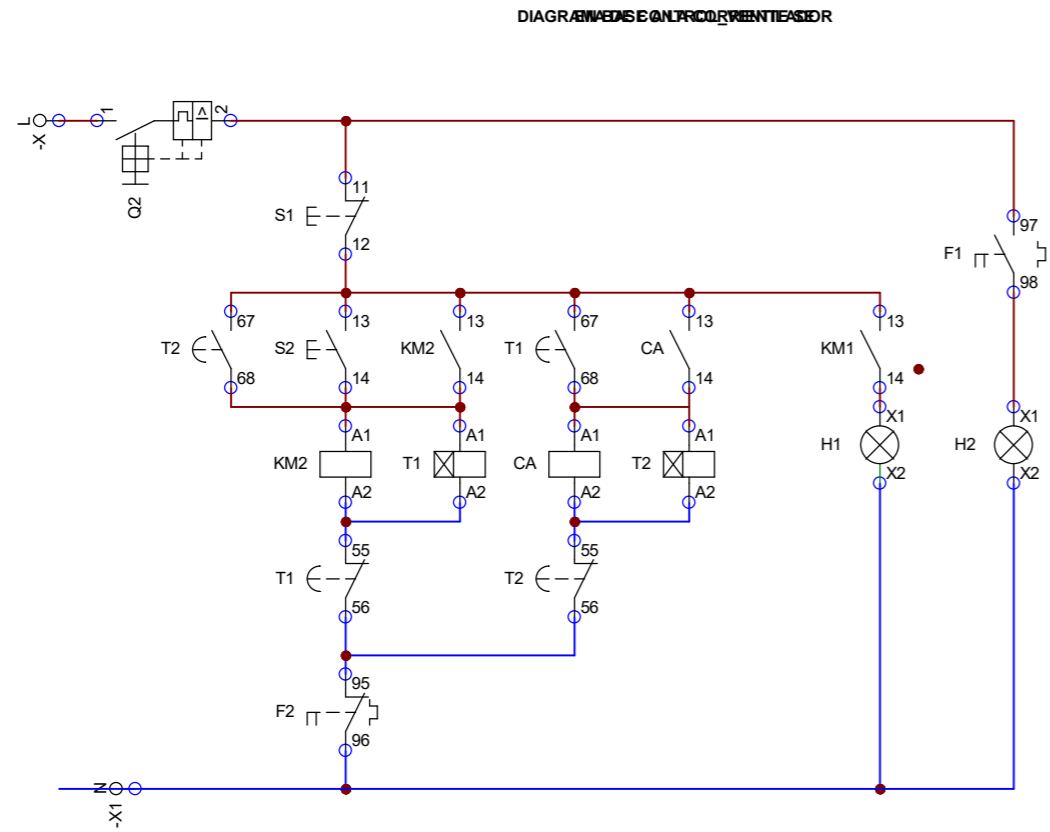 L
-X
1
2
Q2
11
S1
12
97
F1
98
67 13 13 67 13 13
T2 S2 KM2 T1 CA KM1
68 14 14 68 14 14
A1 A1 A1 A1 X1 X1
KM2 T1 CA T2 H1 H2
A2 A2 A2 A2 X2 X2
55 55
T1 T2
56 56
95
F2
96
N
-X1